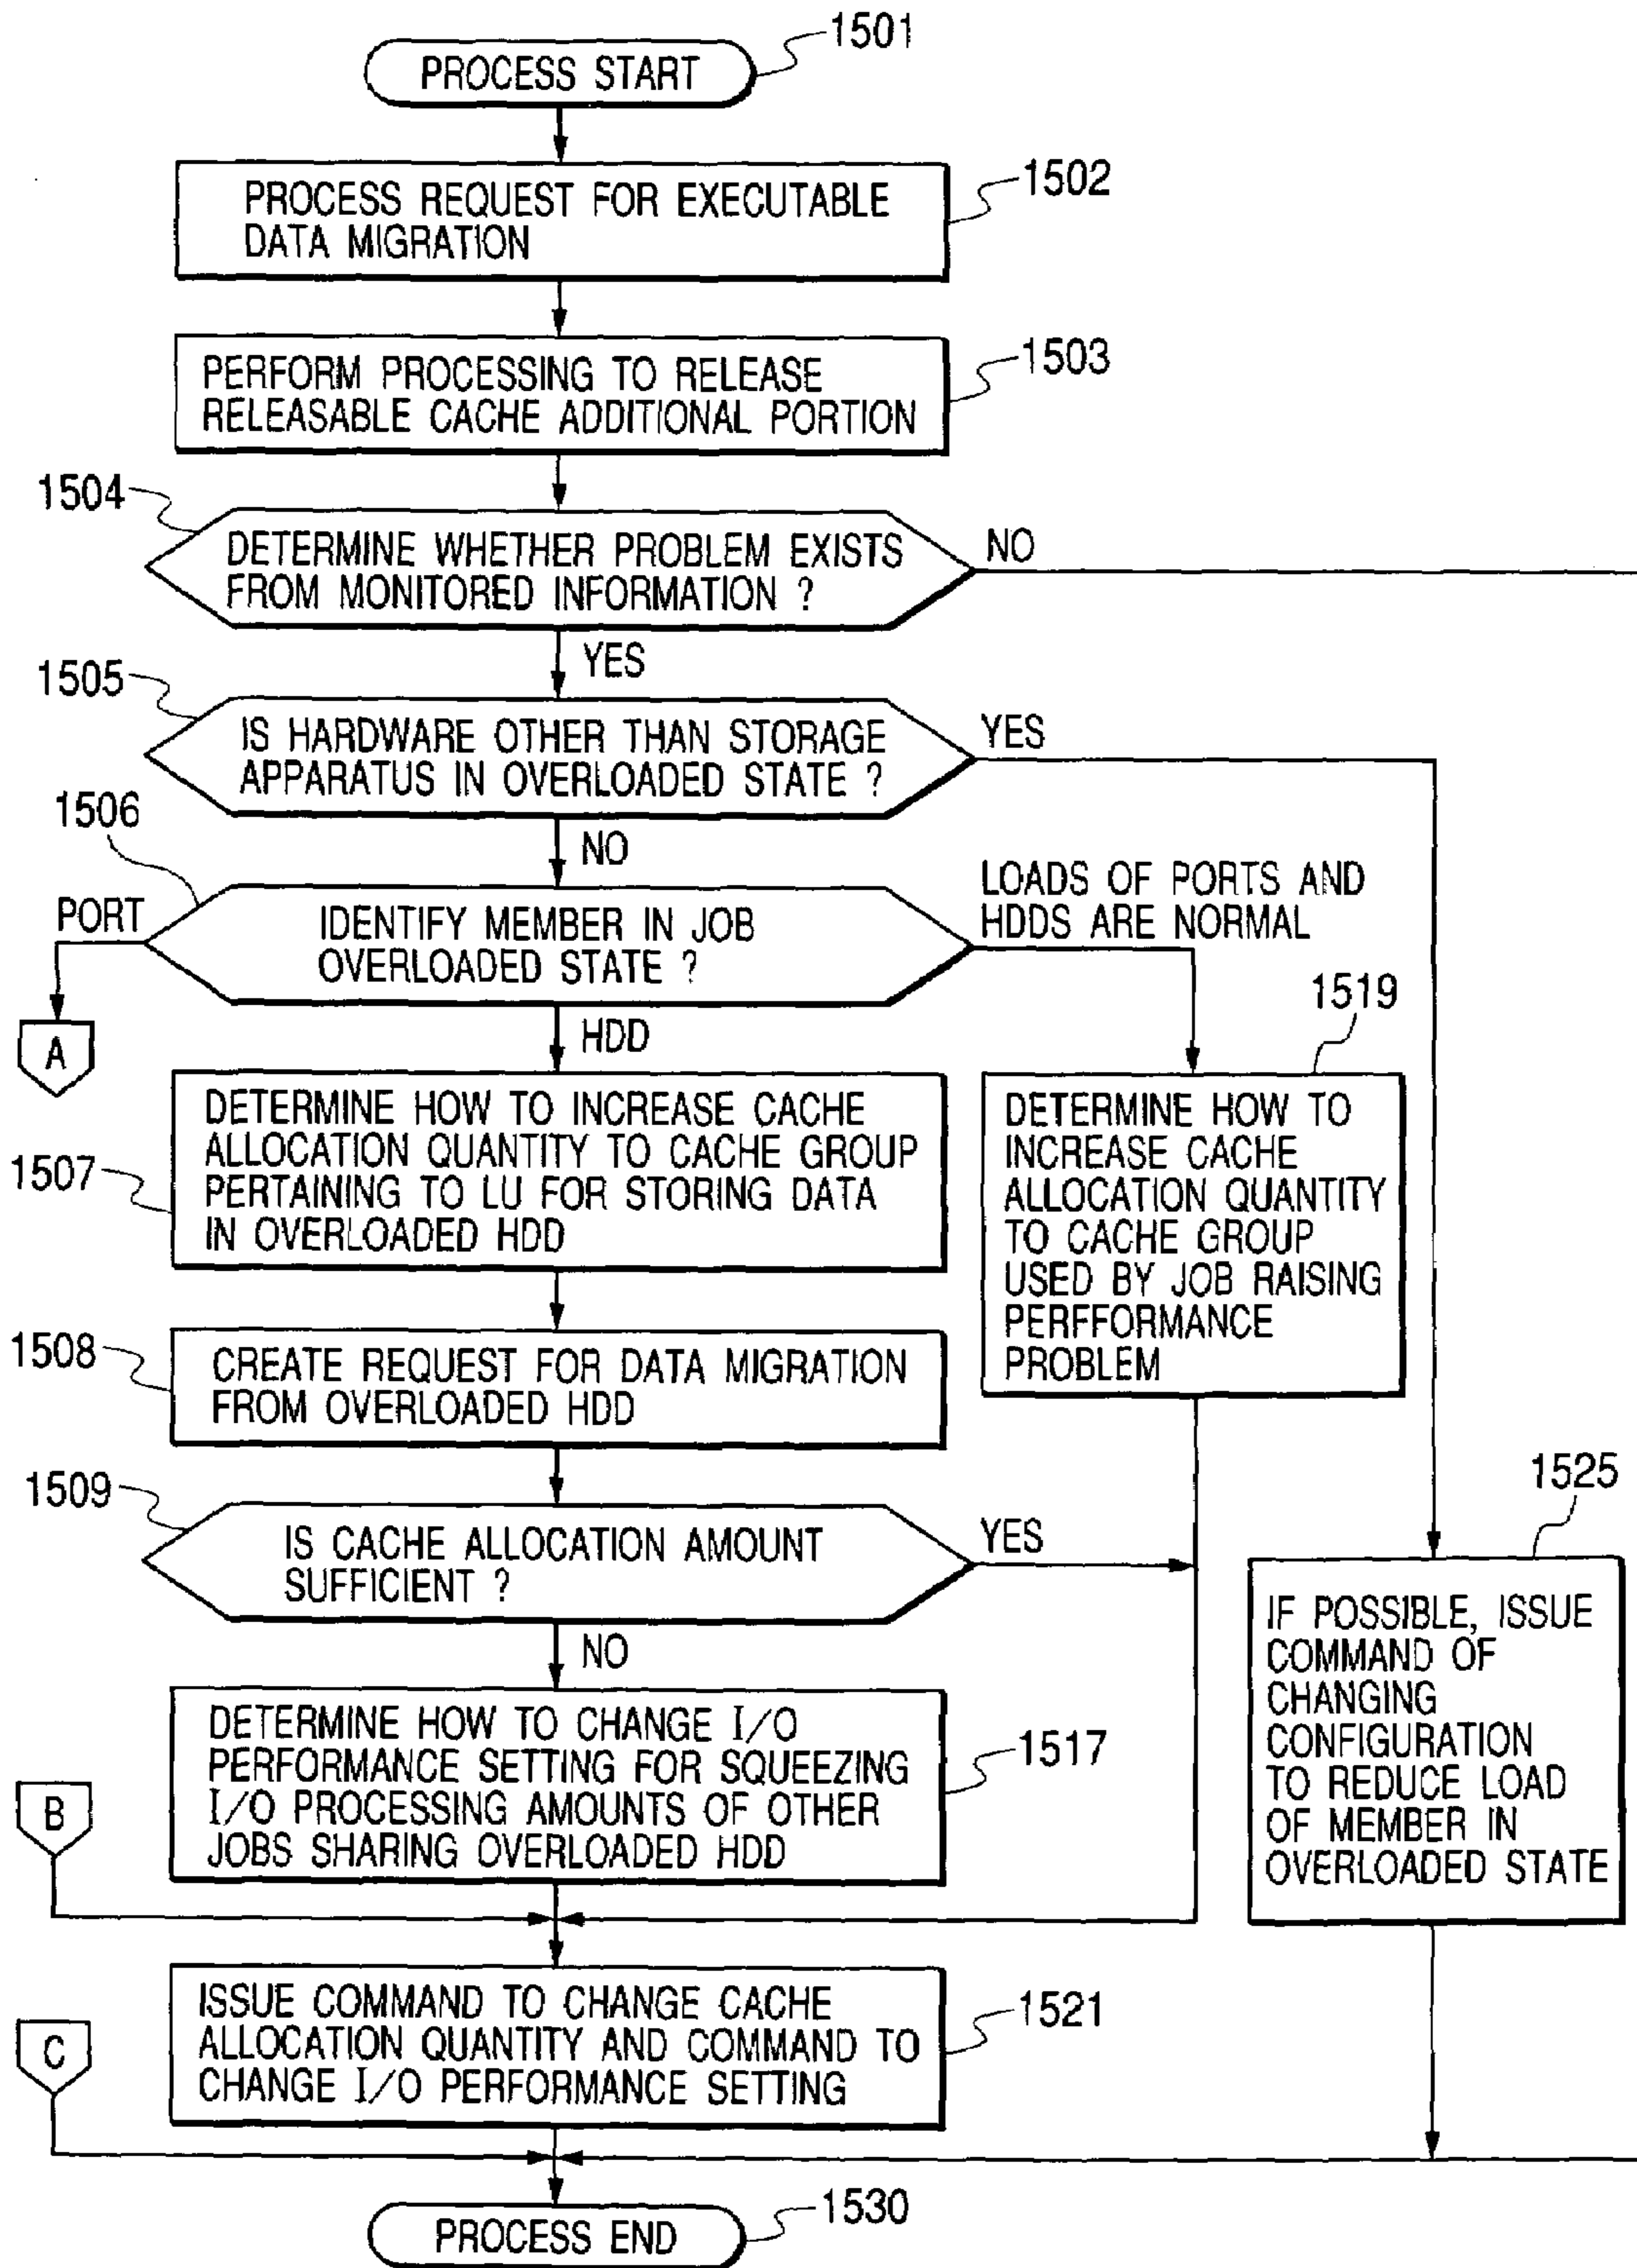 1501
PROCESS START
1502
PROCESS REQUEST FOR EXECUTABLE
DATA MIGRATION
1503
PERFORM PROCESSING TO RELEASE
RELEASABLE CACHE ADDITIONAL PORTION
1504
DETERMINE WHETHER PROBLEM EXISTS
FROM MONITORED INFORMATION ?
NO
YES
1505
IS HARDWARE OTHER THAN STORAGE
APPARATUS IN OVERLOADED STATE ?
YES
NO
1506
PORT
IDENTIFY MEMBER IN JOB
OVERLOADED STATE ?
LOADS OF PORTS AND
HDDS ARE NORMAL
A
HDD
1519
1507
DETERMINE HOW TO INCREASE CACHE
ALLOCATION QUANTITY TO CACHE GROUP
PERTAINING TO LU FOR STORING DATA
IN OVERLOADED HDD
DETERMINE HOW TO
INCREASE CACHE
ALLOCATION QUANTITY
TO CACHE GROUP
USED BY JOB RAISING
PERFFORMANCE
PROBLEM
1508
CREATE REQUEST FOR DATA MIGRATION
FROM OVERLOADED HDD
1509
IS CACHE ALLOCATION AMOUNT
SUFFICIENT ?
YES
NO
1525
IF POSSIBLE, ISSUE
COMMAND OF
CHANGING
CONFIGURATION
TO REDUCE LOAD
OF MEMBER IN
OVERLOADED STATE
DETERMINE HOW TO CHANGE I/O
PERFORMANCE SETTING FOR SQUEEZING
I/O PROCESSING AMOUNTS OF OTHER
JOBS SHARING OVERLOADED HDD
1517
B
ISSUE COMMAND TO CHANGE CACHE
ALLOCATION QUANTITY AND COMMAND TO
CHANGE I/O PERFORMANCE SETTING
1521
C
PROCESS END
1530